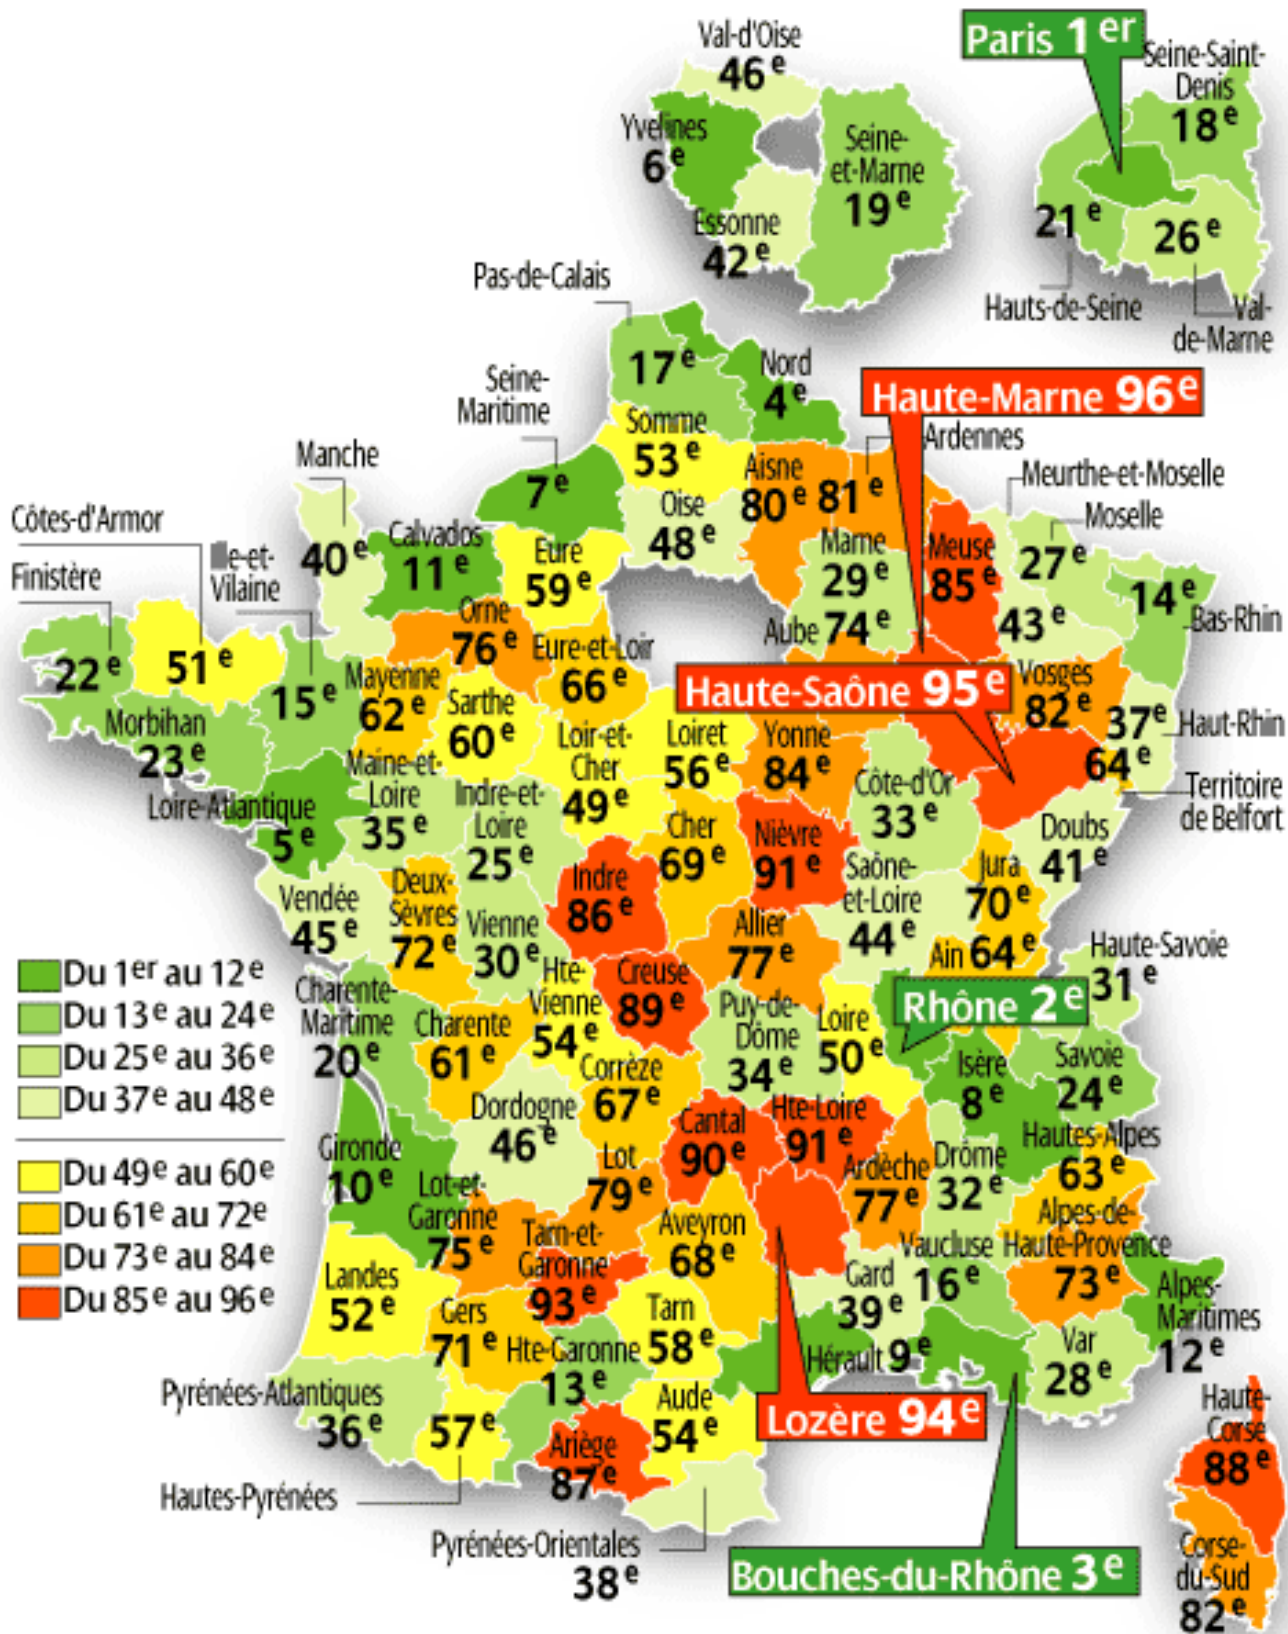 Val-d'Oise
46e
Paris 1er
Seine-Saint-
Denis
18e
Yvelines
6e
Seine-
et-Marne
19e
Essonne
42e
21e
26e
Hauts-de-Seine
Val-
de-Marne
Pas-de-Calais
17e
Nord
4e
Seine-
Maritime
7e
Haute-Marne 96e
Somme
53e
Ardennes
Manche
Aisne
80e
81e
Meurthe-et-Moselle
Oise
48e
Moselle
Côtes-d'Armor
Calvados
11e
40e
Eure
59e
Marne
29e
Meuse
85e
27e
Finistère
e-et-
Vilaine
14e
Bas-Rhin
Orne
76e
Aube 74e
43e
22e
51e
15e
Eure-et-Loir
66e
Haute-Saône 95e
Vosges
82e
Mayenne
62e
Sarthe
60e
Morbihan
23e
Loir-et-
Cher
49e
Loiret
56e
Yonne
84e
37e
Haut-Rhin
64e
Territoire
de Belfort
Maine-et-
Loire
35e
Indre-et-
Loire
25e
Côte-d'Or
33e
Loire-Atlantique
5e
Cher
69e
Nièvre
91e
Doubs
41e
Vendée
45e
Deux-
Sèvres
72e
Indre
86e
Saône-
et-Loire
44e
Jura
70e
Vienne
30e
Allier
77e
Ain 64e
Haute-Savoie
31e
Du 1er au 12e
Du 13e au 24e
Du 25e au 36e
Du 37e au 48e
Charente-
Maritime
20e
Hte-
Vienne
54e
Creuse
89e
Rhône 2e
Charente
61e
Puy-de-
Dôme
34e
Loire
50e
Isère
8e
Savoie
24e
Corrèze
67e
Dordogne
46e
Cantal
90e
Hte-Loire
91e
Hautes-Alpes
63e
Gironde
10e
Du 49e au 60e
Du 61e au 72e
Du 73e au 84e
Du 85e au 96e
Lot
79e
Ardèche
77e
Drôme
32e
Lot-et-
Garonne
75e
Tarn-et-
Garonne
93e
Aveyron
68e
Alpes-de-
Haute-Provence
73e
Vaucluse
16e
Landes
52e
Gard
39e
Alpes-
Maritimes
12e
Gers
71e
Tarn
58e
Hte-Garonne
13e
Hérault 9e
Var
28e
Pyrénées-Atlantiques
36e
57e
Aude
54e
Lozère 94e
Haute-
Corse
88e
Ariège
87e
Hautes-Pyrénées
Pyrénées-Orientales
38e
Bouches-du-Rhône 3e
Corse-
du-Sud
82e